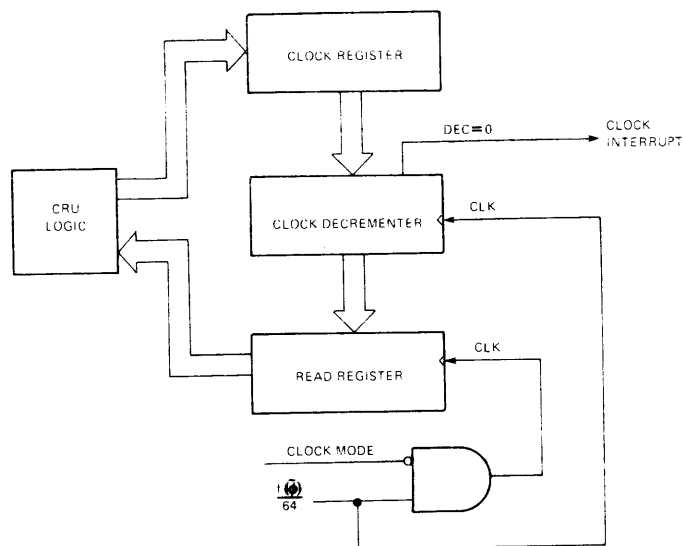 CLOCK REGISTER
DEC=0
CLOCK
INTERRUPT
CRU
LOGIC
CLOCK DECREMENTER
CLK
CLK
READ REGISTER
CLOCK MODE
f(φ̄)
64